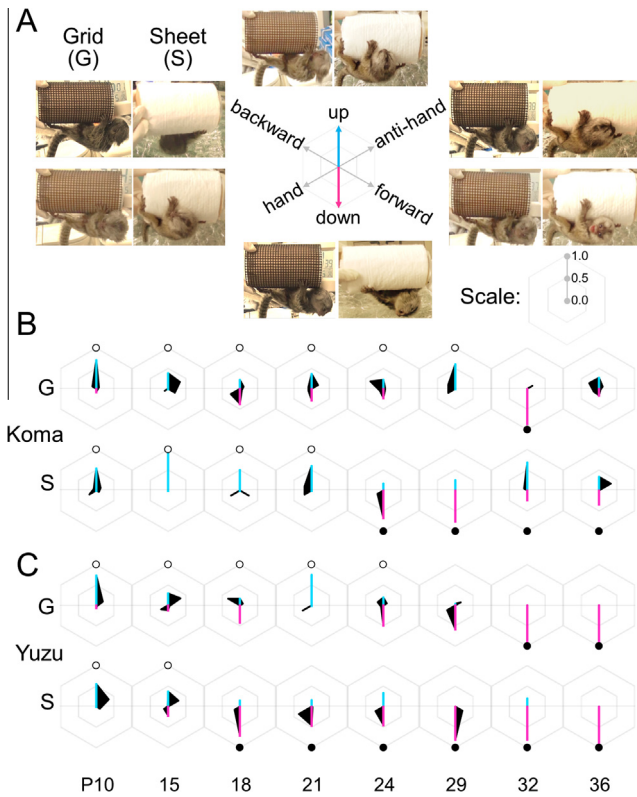 A
Grid
(G)
Sheet
(S)
up
backward
anti-hand
hand
forward
down
Scale:
1.0
0.5
0.0
B
G
Koma
S
C
G
Yuzu
S
P10 15 18 21 24 29 32 36